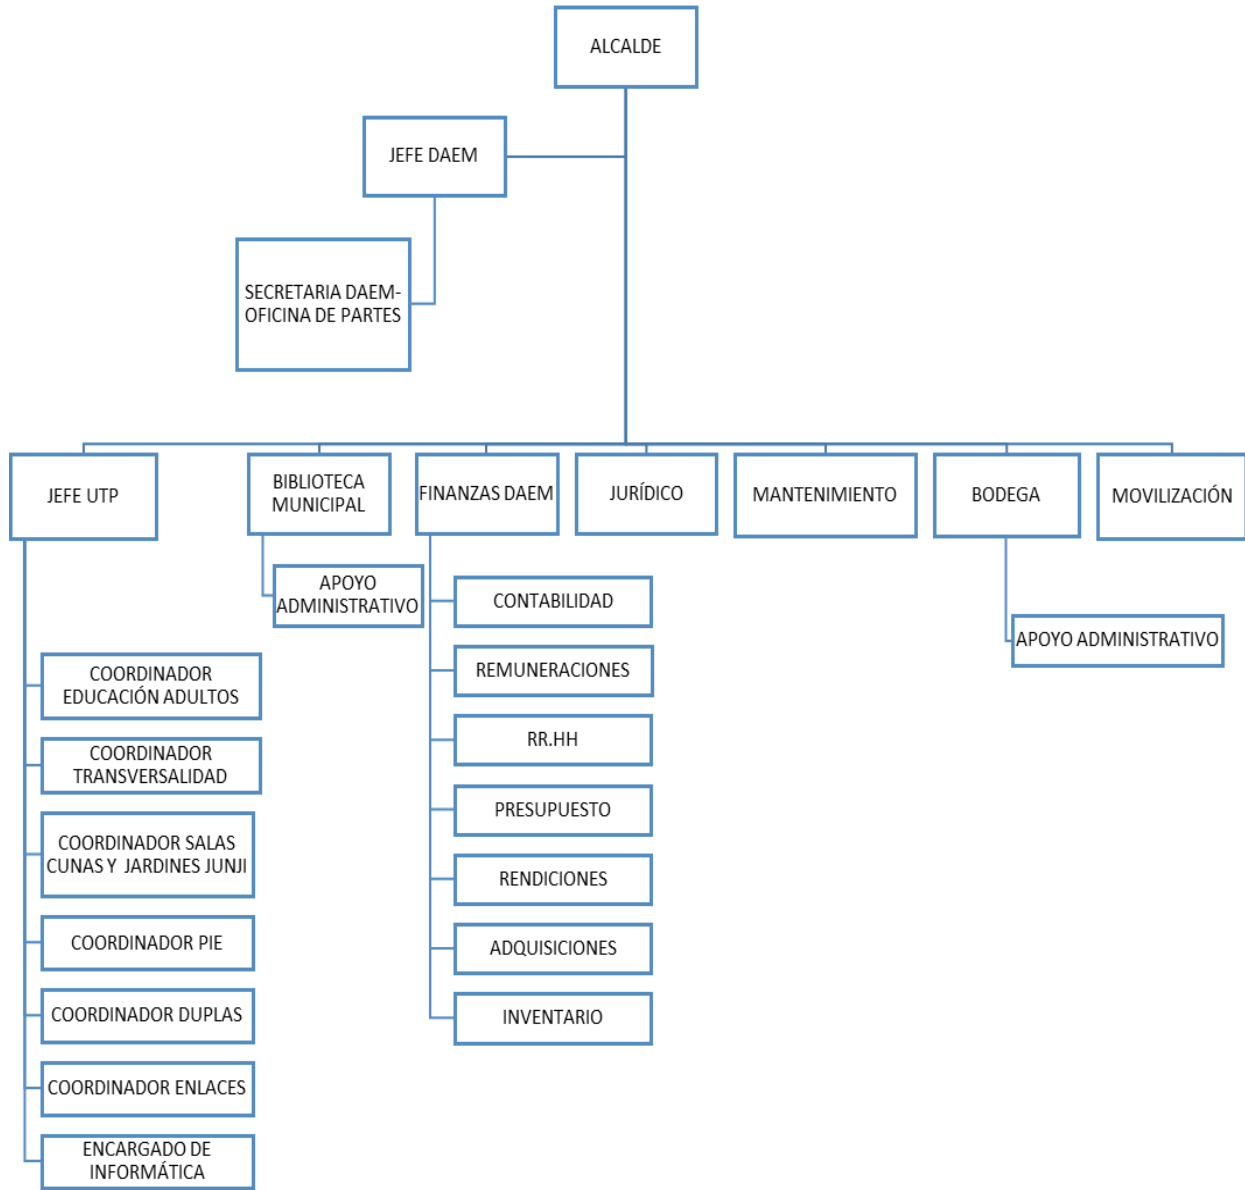 ALCALDE
JEFE DAEM
SECRETARIA DAEM-
OFICINA DE PARTES
JEFE UTP
BIBLIOTECA
MUNICIPAL
FINANZAS DAEM
JURÍDICO
MANTENIMIENTO
BODEGA
MOVILIZACIÓN
COORDINADOR
EDUCACIÓN ADULTOS
COORDINADOR
TRANSVERSALIDAD
COORDINADOR SALAS
CUNAS Y JARDINES JUNJI
COORDINADOR PIE
COORDINADOR DUPLAS
COORDINADOR ENLACES
ENCARGADO DE
INFORMÁTICA
APOYO
ADMINISTRATIVO
CONTABILIDAD
REMUNERACIONES
RR.HH
PRESUPUESTO
RENDICIONES
ADQUISICIONES
INVENTARIO
APOYO ADMINISTRATIVO